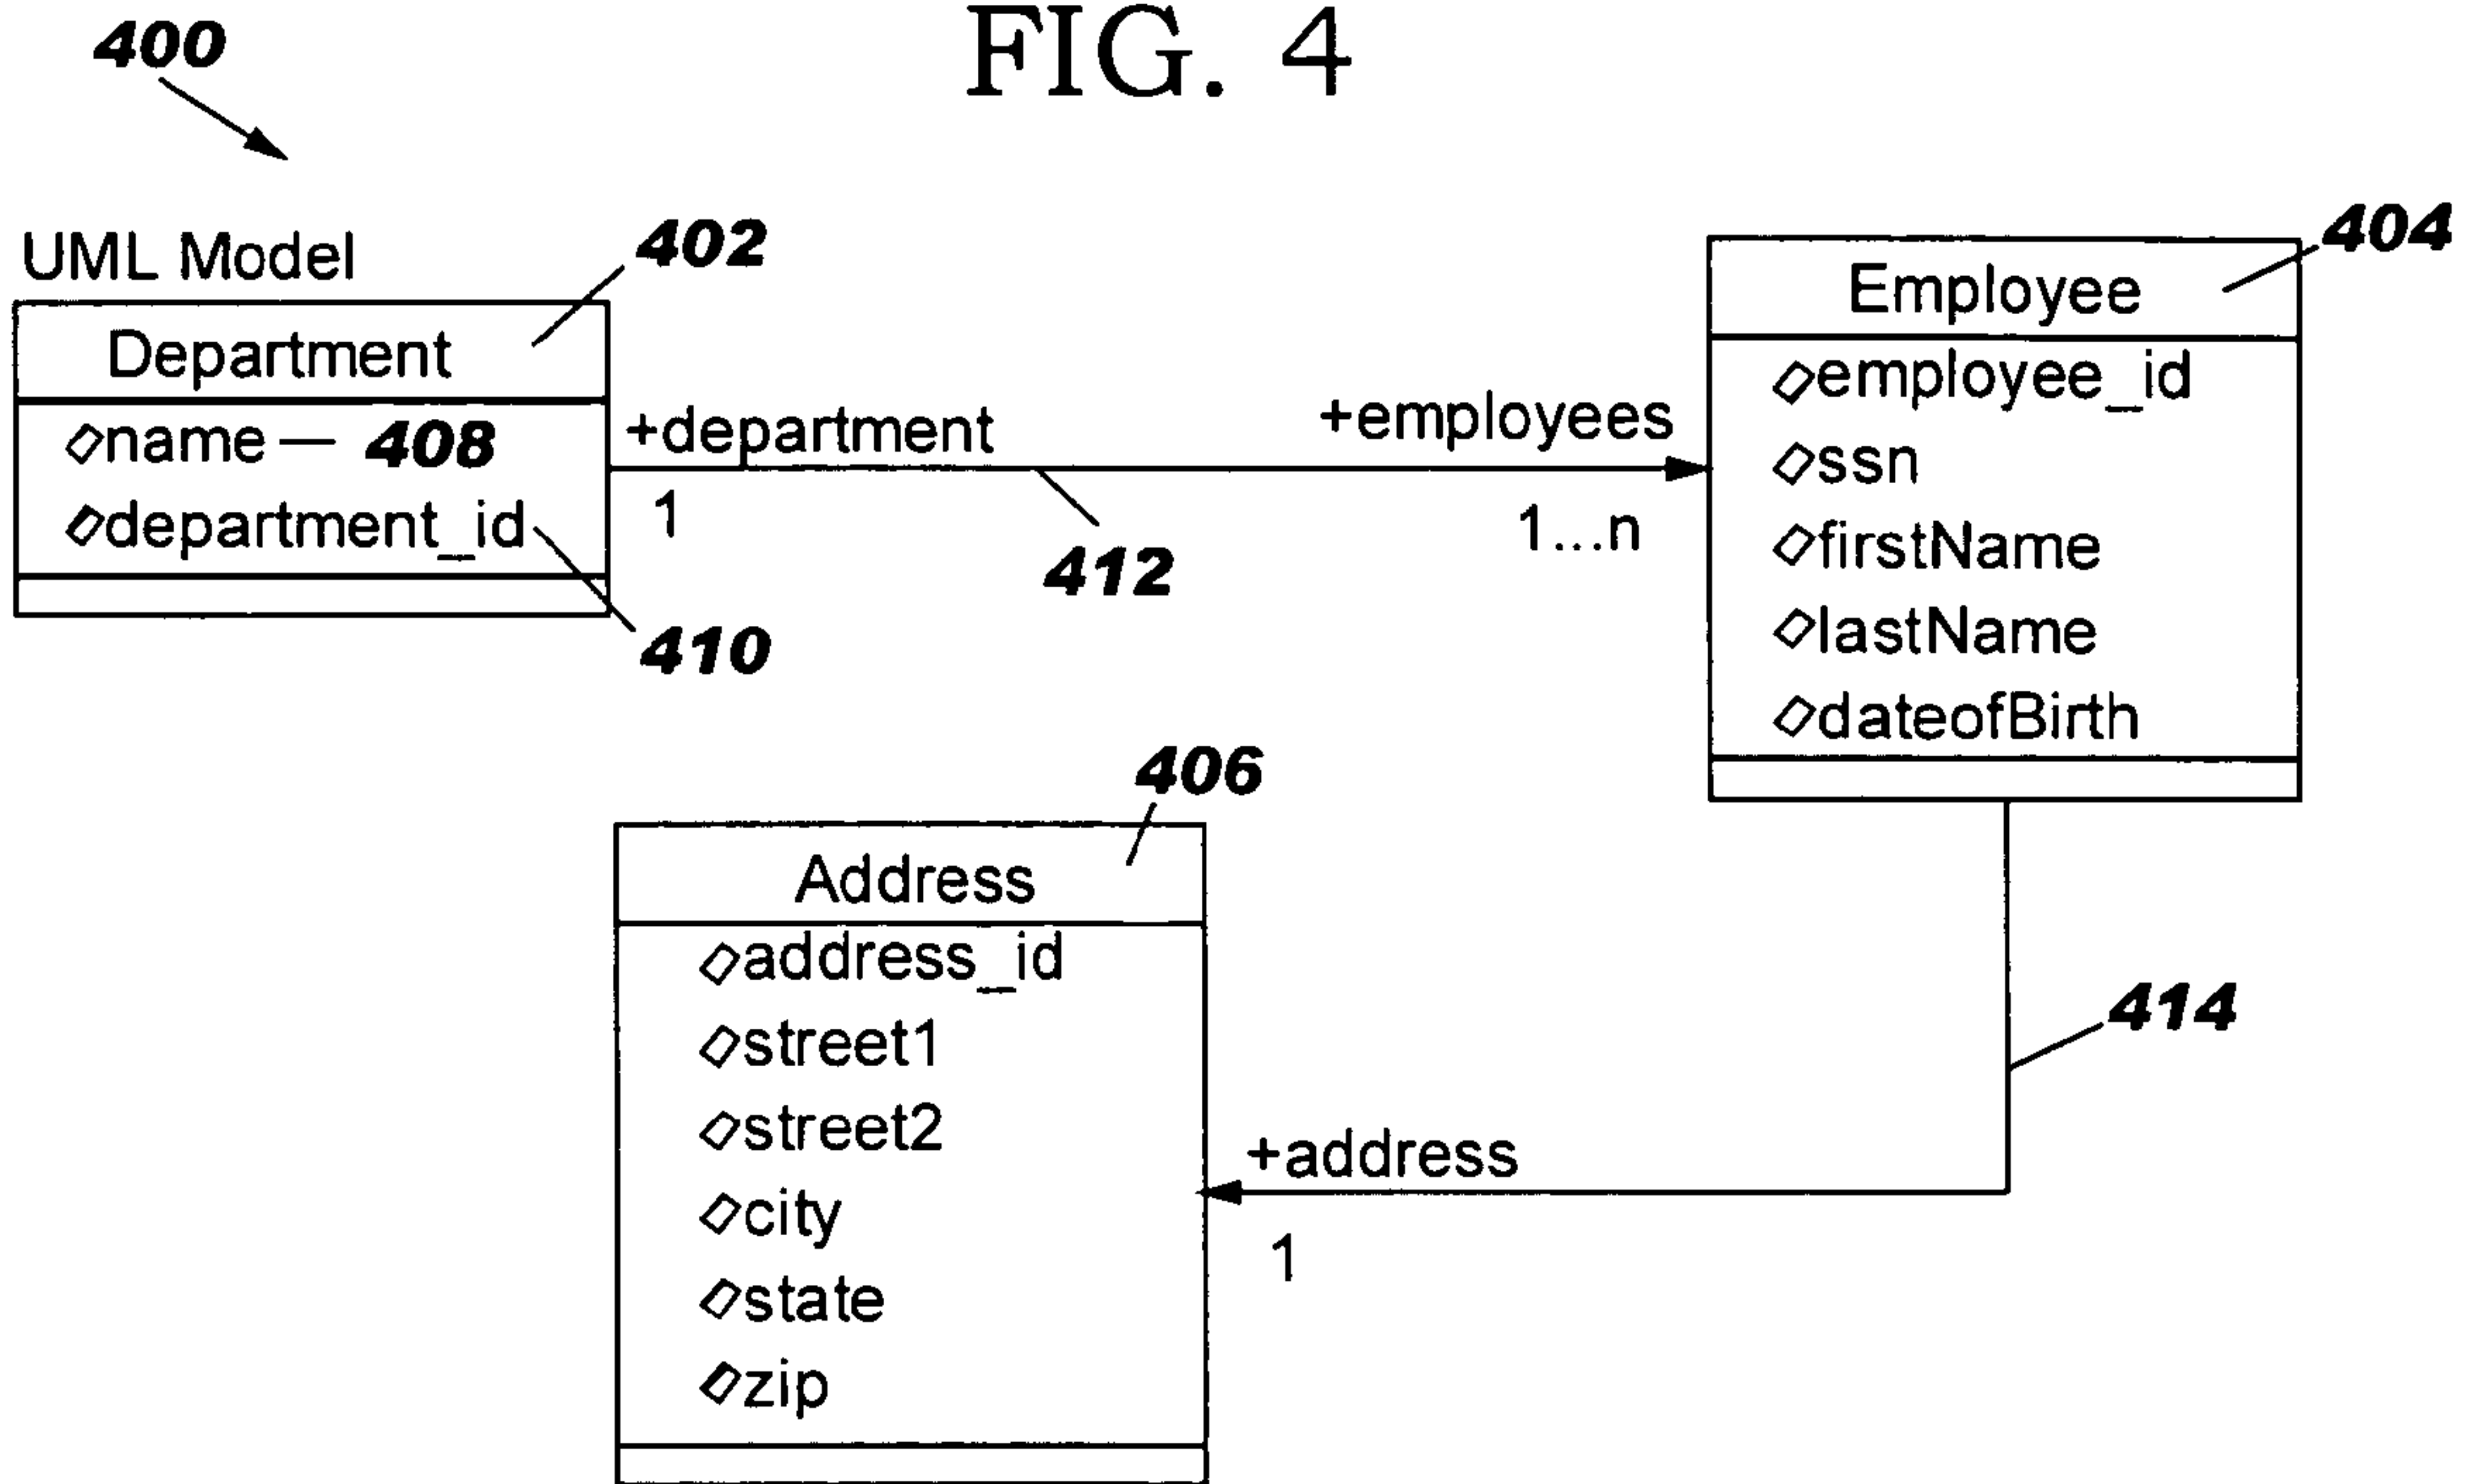 FIG. 4
400
UML Model
402
Department
name — 408
department_id
410
+department
1
412
+employees
1...n
404
Employee
employee_id
ssn
firstName
lastName
dateofBirth
406
Address
address_id
street1
street2
city
state
zip
+address
1
414